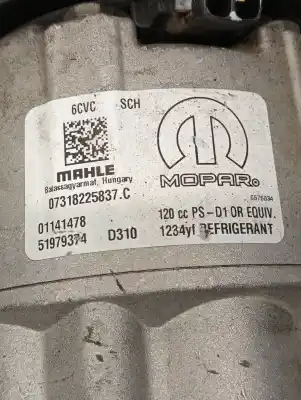 6CVC SCH
MAHLE
Balassagyarmat, Hungary
07318225837.C
MOPAR®
01141478
120 cc PS-D1 OR EQUIV.
51979374 D310
1234yf REFRIGERANT